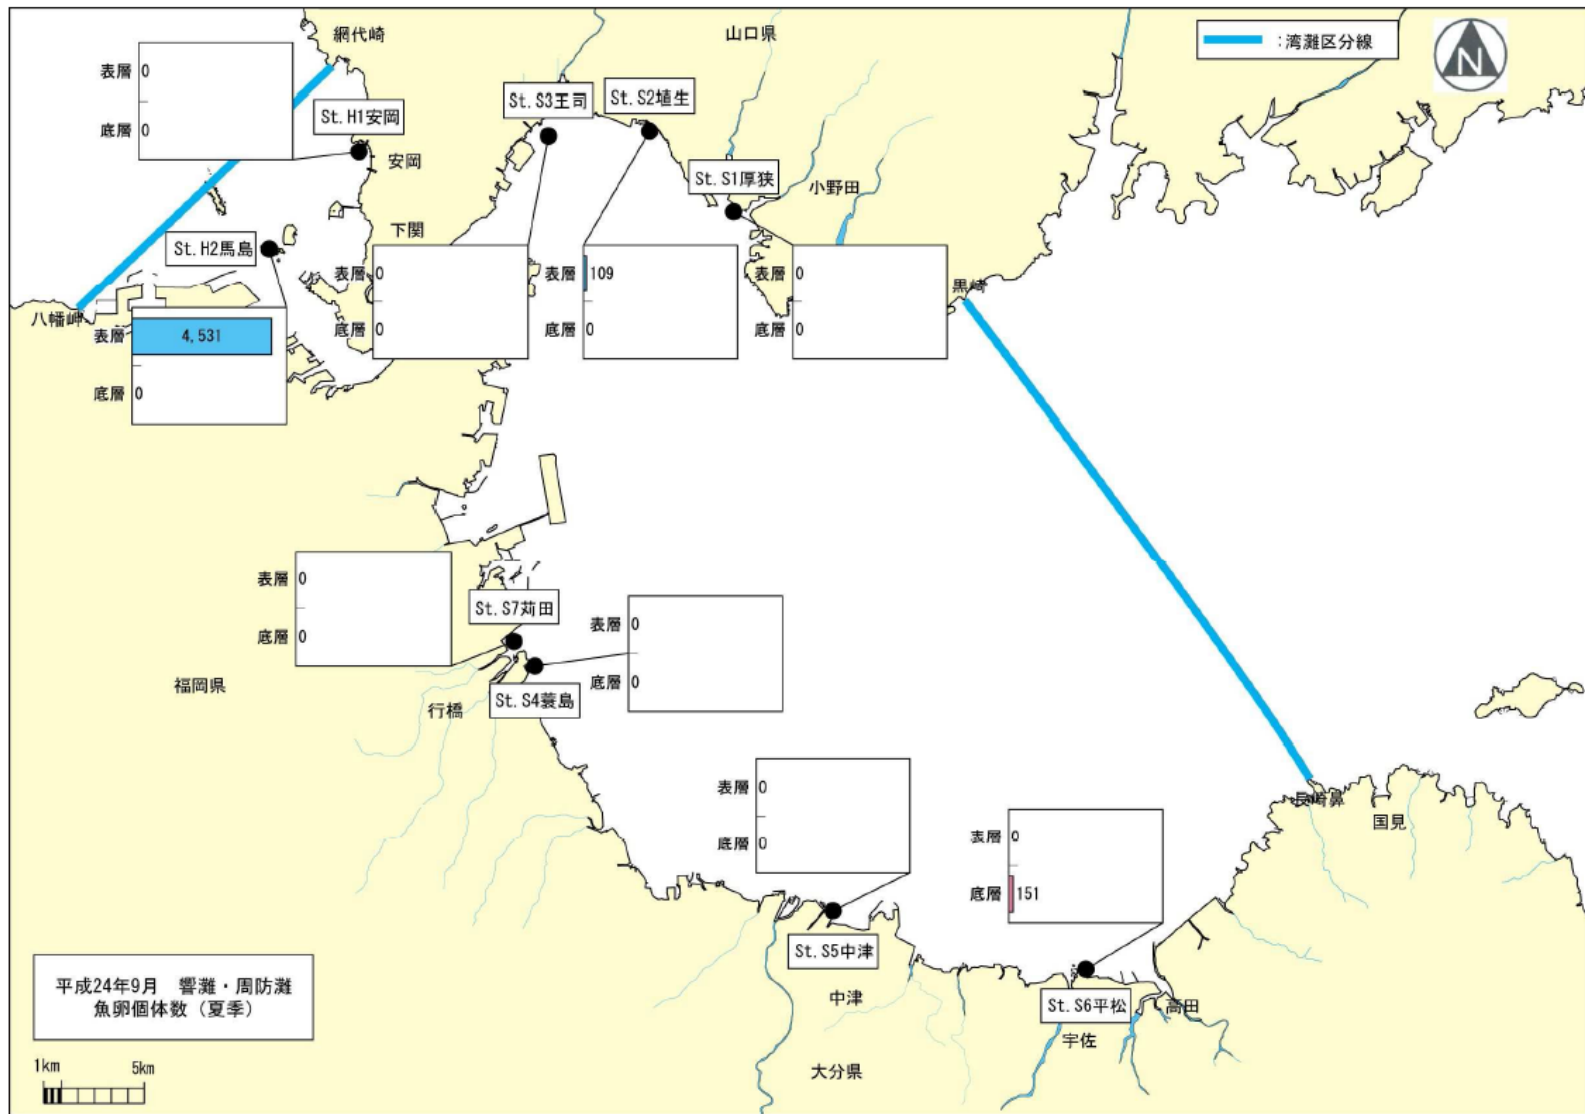 網代崎
山口県
:湾灘区分線
N
表層 0
底層 0
St.H1安岡
安岡
St.S3王司
St.S2埴生
St.S1厚狭
小野田
下関
St.H2馬島
八幡岬
表層 4,531
底層 0
表層 0
底層 0
表層 109
底層 0
表層 0
底層 0
黒崎
表層 0
底層 0
St.S7苅田
表層 0
底層 0
St.S4蓑島
福岡県
行橋
表層 0
底層 0
St.S5中津
中津
表層 0
底層 151
St.S6平松
長崎鼻
国見
高田
宇佐
大分県
平成24年9月 響灘・周防灘
魚卵個体数（夏季）
1km 5km